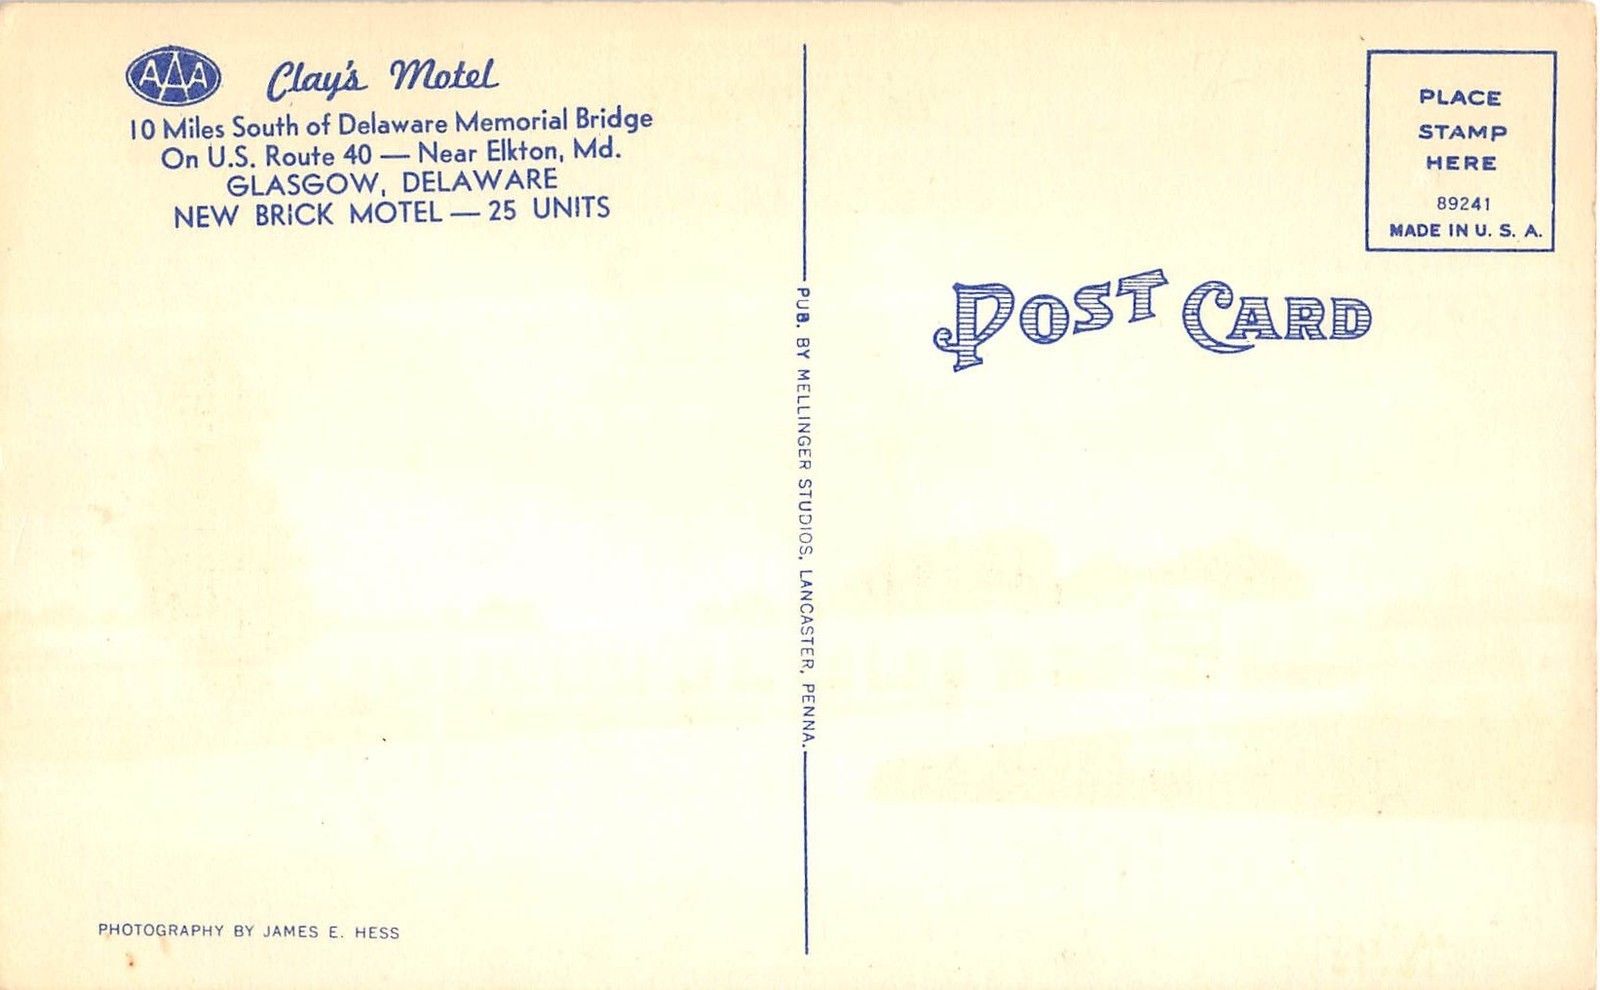 AAA Clay's Motel
10 Miles South of Delaware Memorial Bridge
On U.S. Route 40 — Near Elkton, Md.
GLASGOW, DELAWARE
NEW BRICK MOTEL — 25 UNITS
PHOTOGRAPHY BY JAMES E. HESS
PUB. BY MELLINGER STUDIOS, LANCASTER, PENNA.
PLACE
STAMP
HERE
89241
MADE IN U. S. A.
POST CARD